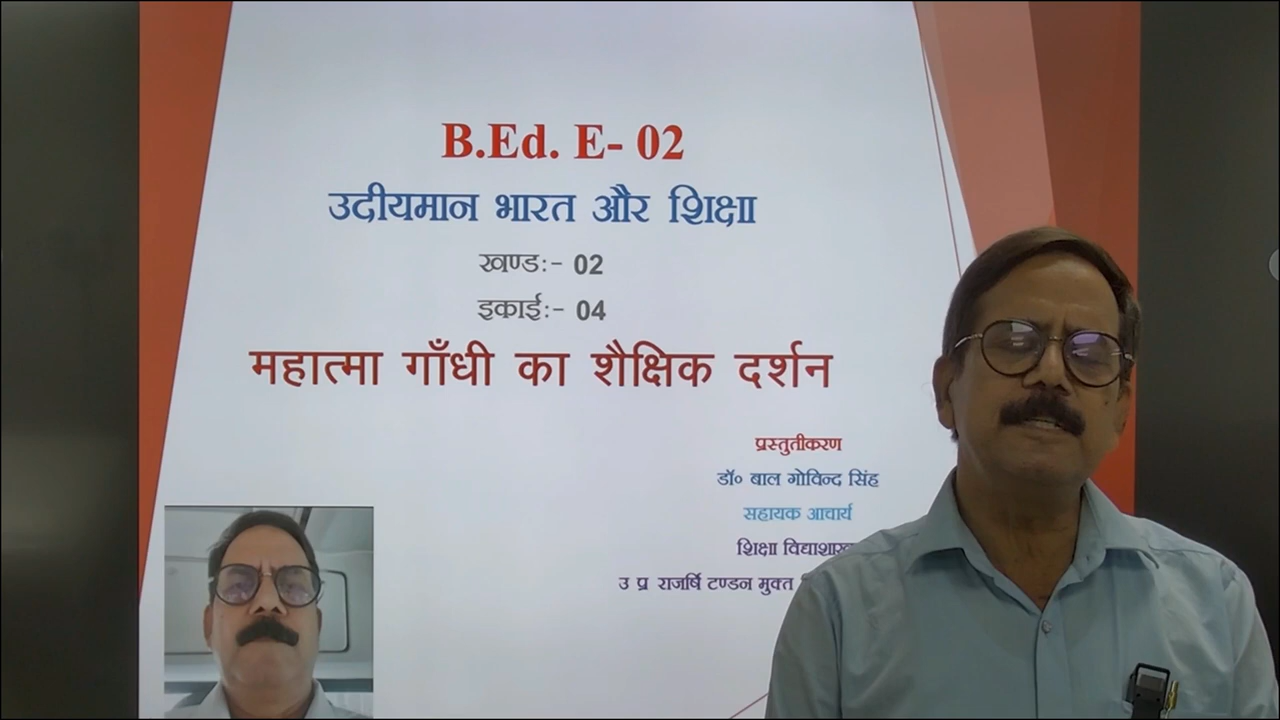 B.Ed. E- 02
उदीयमान भारत और शिक्षा
खण्डः- 02
इकाईः- 04
महात्मा गाँधी का शैक्षिक दर्शन
प्रस्तुतीकरण
डॉ० बाल गोविन्द सिंह
सहायक आचार्य
शिक्षा
उ प्र राजर्षि टण्डन मुक्त